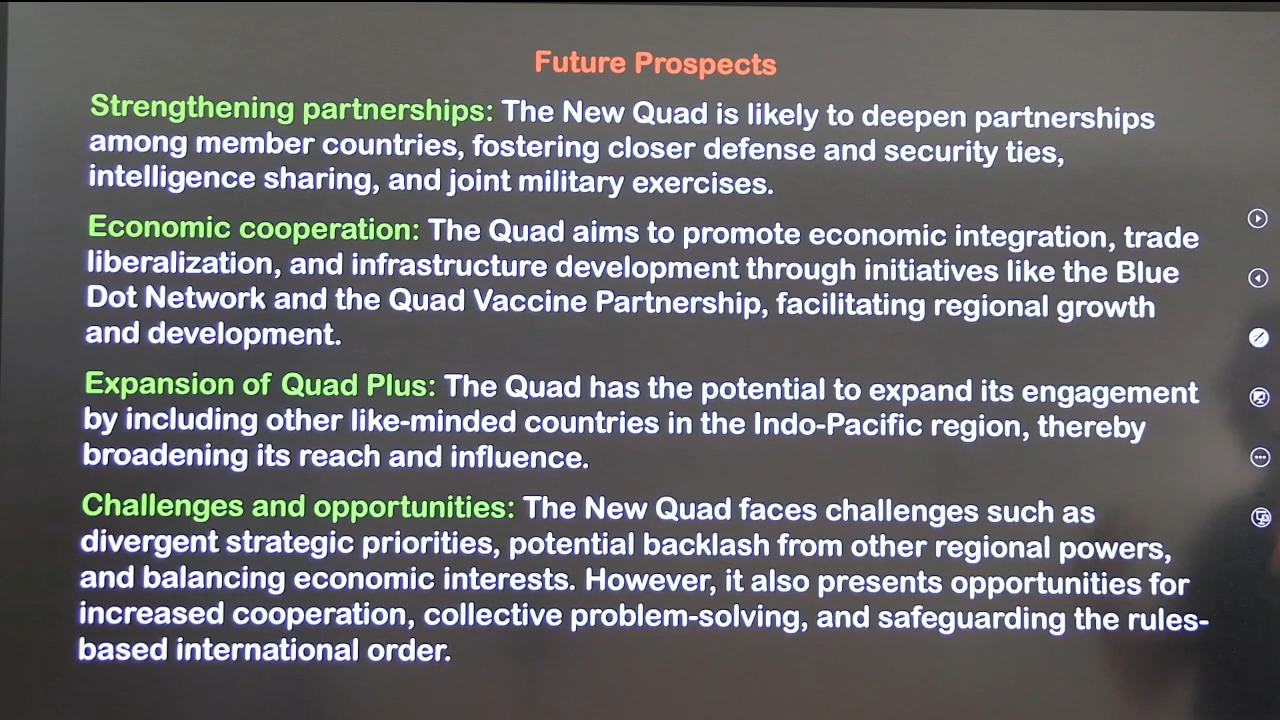 Future Prospects
Strengthening partnerships: The New Quad is likely to deepen partnerships
among member countries, fostering closer defense and security ties,
intelligence sharing, and joint military exercises.
Economic cooperation: The Quad aims to promote economic integration, trade
liberalization, and infrastructure development through initiatives like the Blue
Dot Network and the Quad Vaccine Partnership, facilitating regional growth
and development.
Expansion of Quad Plus: The Quad has the potential to expand its engagement
by including other like-minded countries in the Indo-Pacific region, thereby
broadening its reach and influence.
Challenges and opportunities: The New Quad faces challenges such as
divergent strategic priorities, potential backlash from other regional powers,
and balancing economic interests. However, it also presents opportunities for
increased cooperation, collective problem-solving, and safeguarding the rules-
based international order.